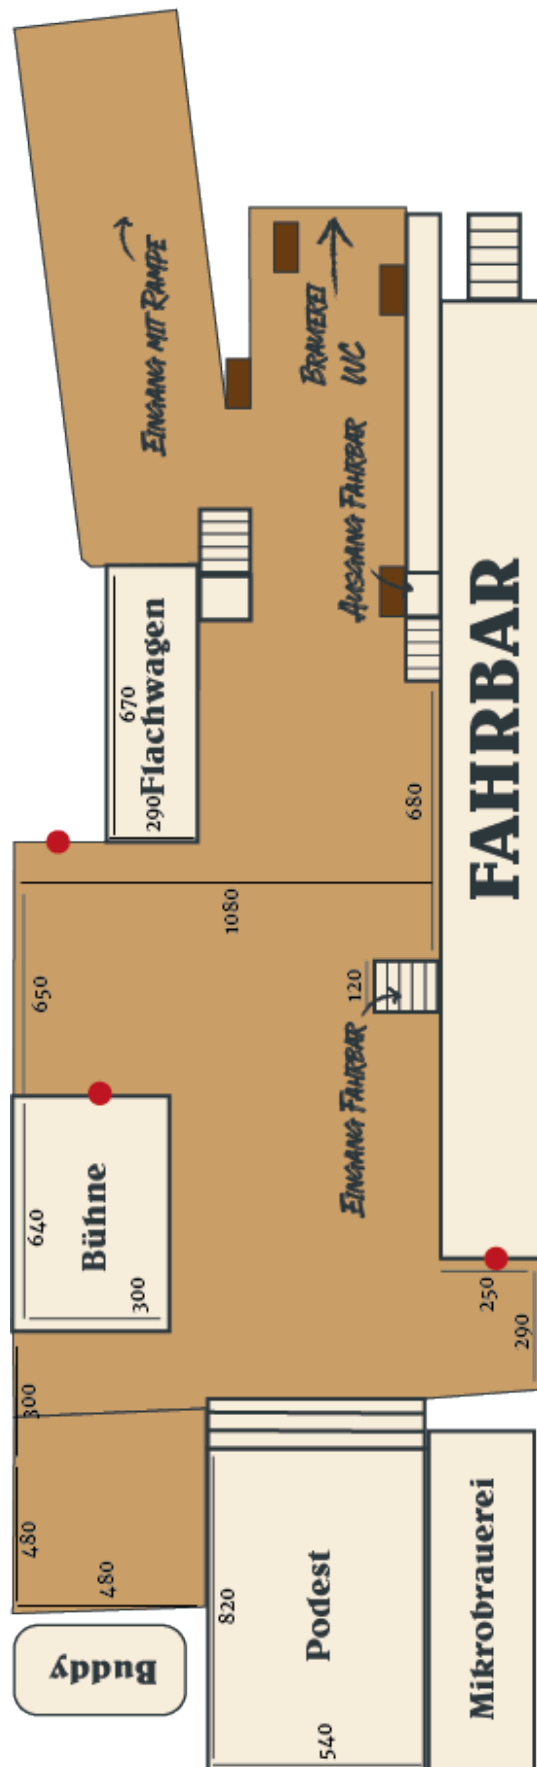 EINGANG MIT RAMPE
BRAUEREI
WC
AUSGANG FAHRBAR
FAHRBAR
Flachwagen
670
290
680
1080
650
120
EINGANG FAHRBAR
Bühne
640
300
250
290
300
480
480
820
Podest
540
Mikrobrauerei
Buddy